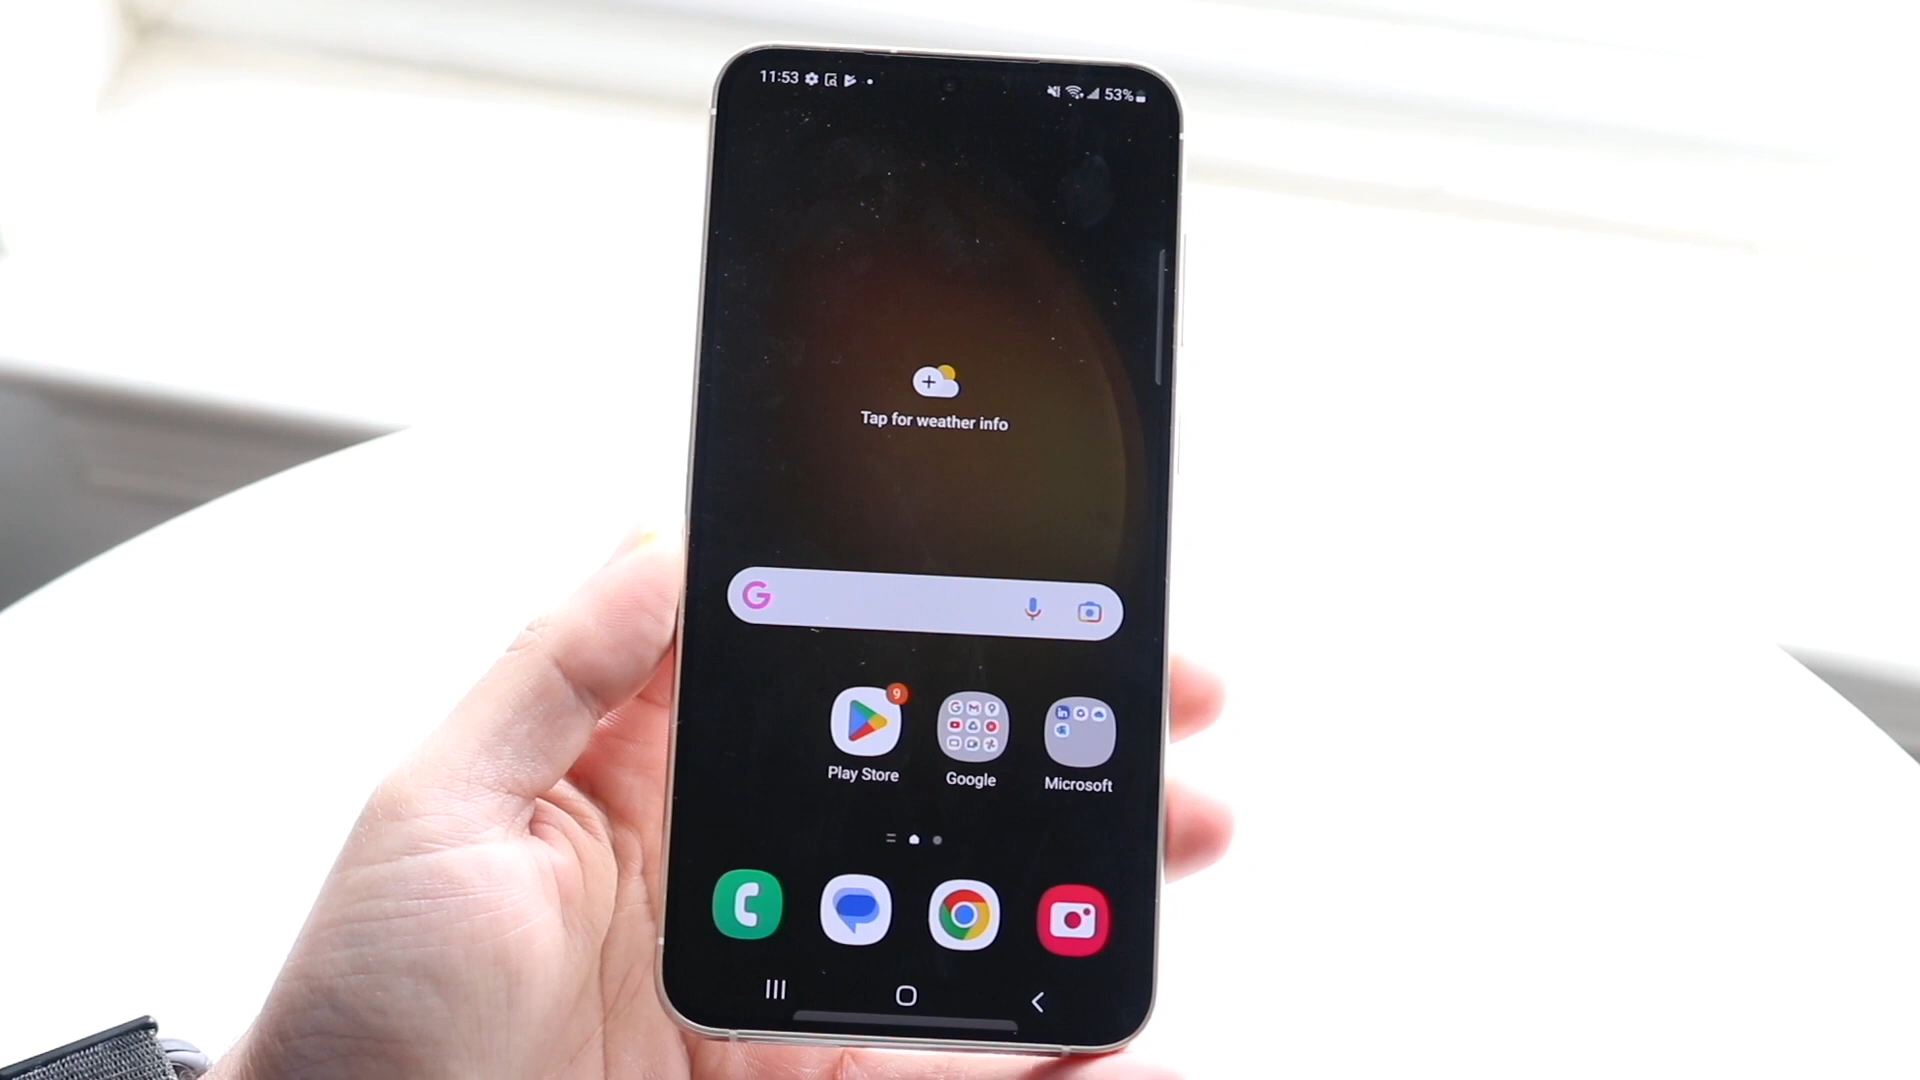 11:53
53%
Tap for weather info
G
9
Play Store
Google
Microsoft